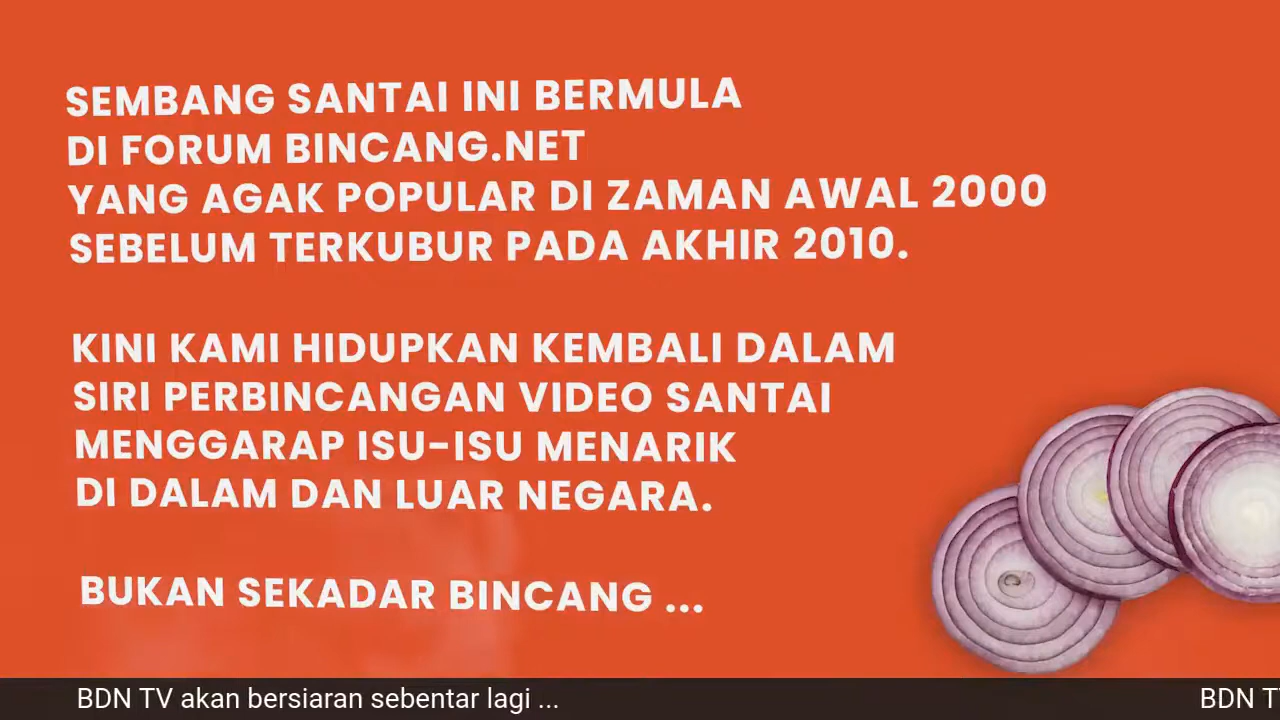 SEMBANG SANTAI INI BERMULA
DI FORUM BINCANG.NET
YANG AGAK POPULAR DI ZAMAN AWAL 2000
SEBELUM TERKUBUR PADA AKHIR 2010.
KINI KAMI HIDUPKAN KEMBALI DALAM
SIRI PERBINCANGAN VIDEO SANTAI
MENGGARAP ISU-ISU MENARIK
DI DALAM DAN LUAR NEGARA.
BUKAN SEKADAR BINCANG ...
BDN TV akan bersiaran sebentar lagi ... BDN